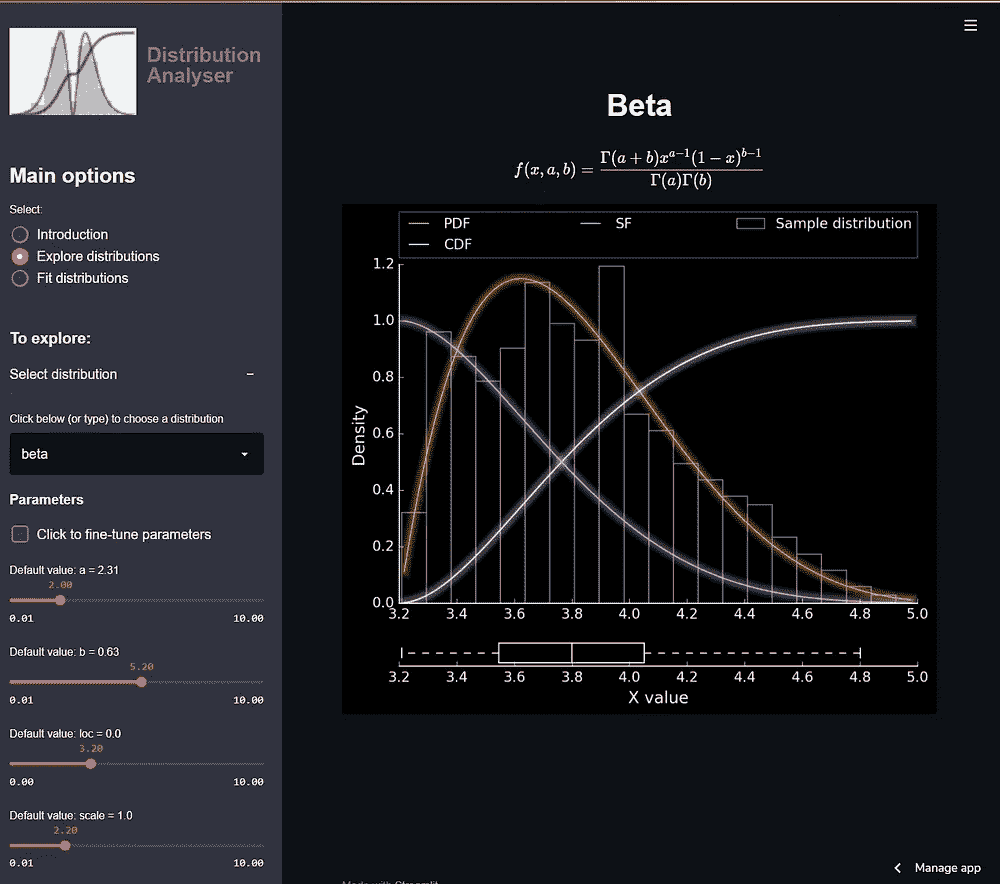 Distribution
Analyser
Main options
Select:
Introduction
Explore distributions
Fit distributions
To explore:
Select distribution −
Click below (or type) to choose a distribution
beta
Parameters
Click to fine-tune parameters
Default value: a = 2.31
2.00
0.01 10.00
Default value: b = 0.63
5.20
0.01 10.00
Default value: loc = 0.0
3.20
0.00 10.00
Default value: scale = 1.0
2.20
0.01 10.00
Beta
f(x, a, b) = Γ(a + b)x^{a−1}(1 − x)^{b−1} / Γ(a)Γ(b)
PDF SF Sample distribution
CDF
1.2
1.0
0.8
0.6
0.4
0.2
0.0
Density
3.2 3.4 3.6 3.8 4.0 4.2 4.4 4.6 4.8 5.0
3.2 3.4 3.6 3.8 4.0 4.2 4.4 4.6 4.8 5.0
X value
Made with Streamlit
Manage app